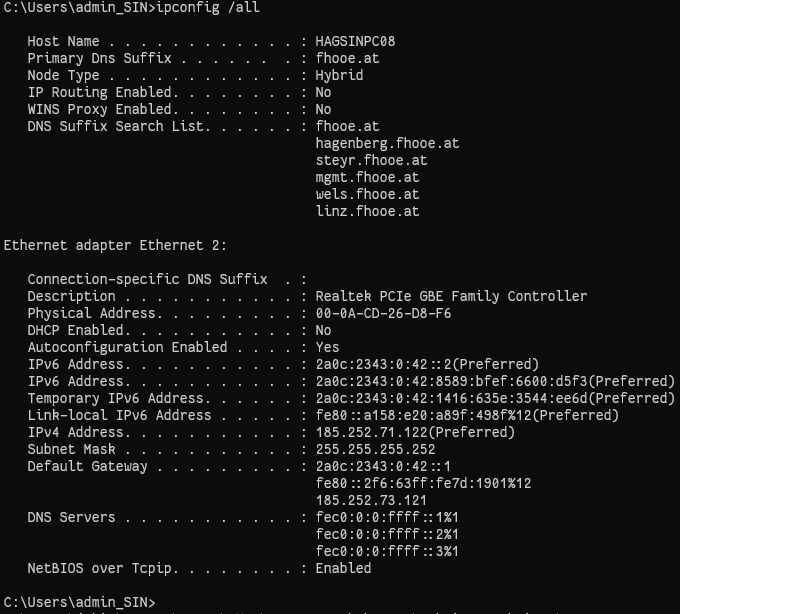 C:\Users\admin_SIN>ipconfig /all
Host Name . . . . . . . . . . . . : HAGSINPC08
Primary Dns Suffix . . . . . . . : fhooe.at
Node Type . . . . . . . . . . . . : Hybrid
IP Routing Enabled. . . . . . . . : No
WINS Proxy Enabled. . . . . . . . : No
DNS Suffix Search List. . . . . . : fhooe.at
hagenberg.fhooe.at
steyr.fhooe.at
mgmt.fhooe.at
wels.fhooe.at
linz.fhooe.at
Ethernet adapter Ethernet 2:
Connection-specific DNS Suffix . :
Description . . . . . . . . . . . : Realtek PCIe GBE Family Controller
Physical Address. . . . . . . . . : 00-0A-CD-26-D8-F6
DHCP Enabled. . . . . . . . . . . : No
Autoconfiguration Enabled . . . . : Yes
IPv6 Address. . . . . . . . . . . : 2a0c:2343:0:42::2(Preferred)
IPv6 Address. . . . . . . . . . . : 2a0c:2343:0:42:8589:bfef:6600:d5f3(Preferred)
Temporary IPv6 Address. . . . . . : 2a0c:2343:0:42:1416:635e:3544:ee6d(Preferred)
Link-local IPv6 Address . . . . . : fe80::a158:e20:a89f:498f%12(Preferred)
IPv4 Address. . . . . . . . . . . : 185.252.71.122(Preferred)
Subnet Mask . . . . . . . . . . . : 255.255.255.252
Default Gateway . . . . . . . . . : 2a0c:2343:0:42::1
fe80::2f6:63ff:fe7d:1901%12
185.252.73.121
DNS Servers . . . . . . . . . . . : fec0:0:0:ffff::1%1
fec0:0:0:ffff::2%1
fec0:0:0:ffff::3%1
NetBIOS over Tcpip. . . . . . . . : Enabled
C:\Users\admin_SIN>